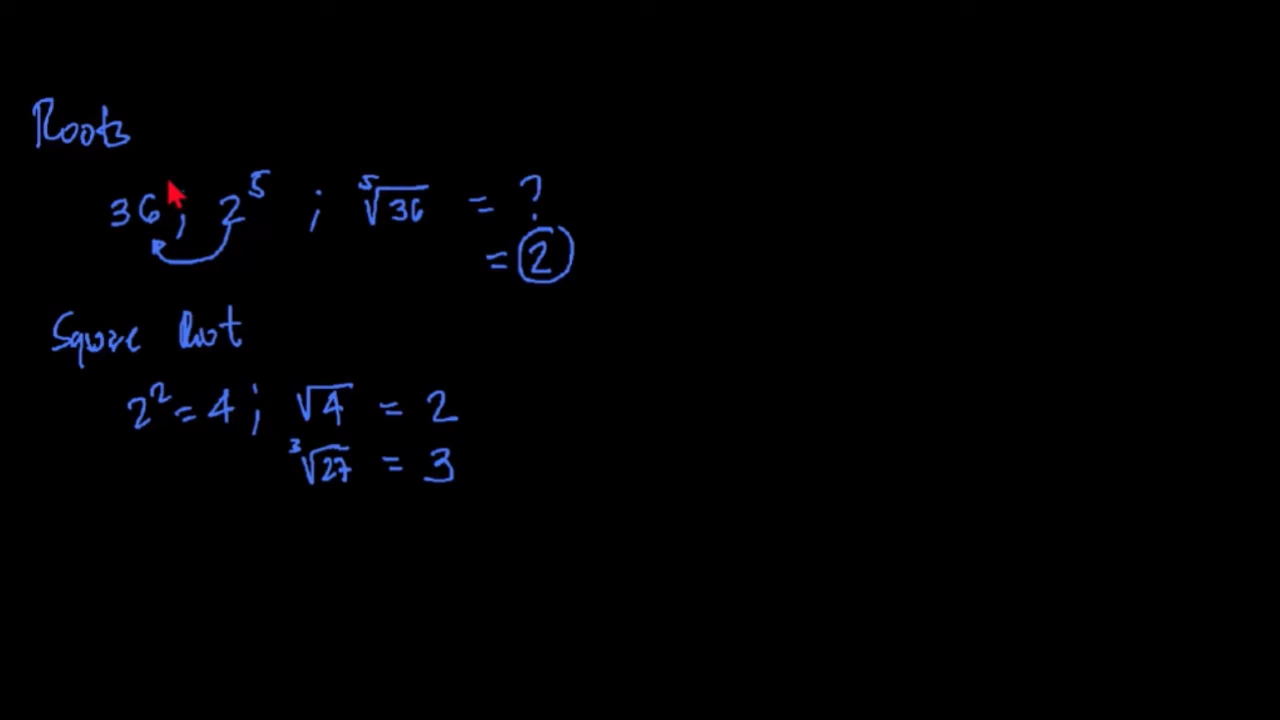 Roots
36 ; 2⁵ ; ⁵√36 = ?
= 2
Square Root
2² = 4 ; √4 = 2
³√27 = 3